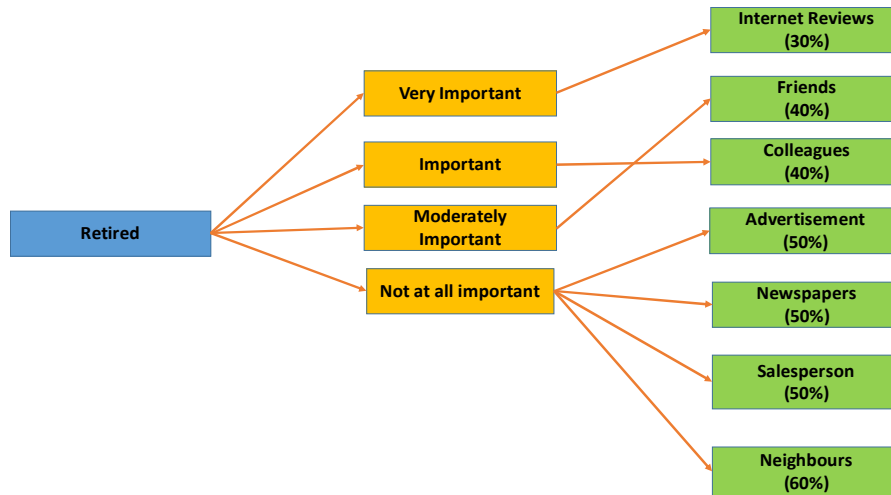 Retired
Very Important
Important
Moderately
Important
Not at all important
Internet Reviews
(30%)
Friends
(40%)
Colleagues
(40%)
Advertisement
(50%)
Newspapers
(50%)
Salesperson
(50%)
Neighbours
(60%)